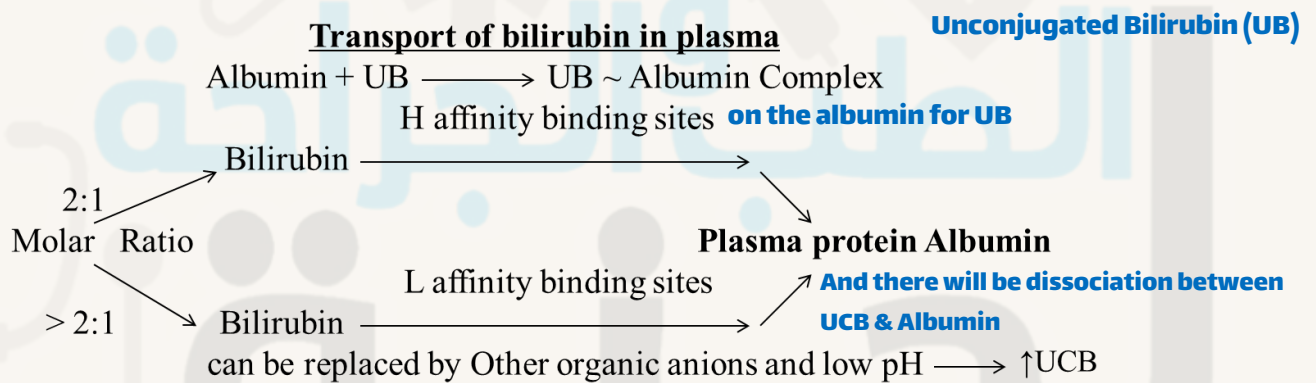 Unconjugated Bilirubin (UB)
Transport of bilirubin in plasma
Albumin + UB ⟶ UB ~ Albumin Complex
H affinity binding sites on the albumin for UB
Bilirubin
2:1
Molar Ratio
Plasma protein Albumin
L affinity binding sites
And there will be dissociation between
UCB & Albumin
> 2:1
Bilirubin
can be replaced by Other organic anions and low pH ⟶ ↑UCB